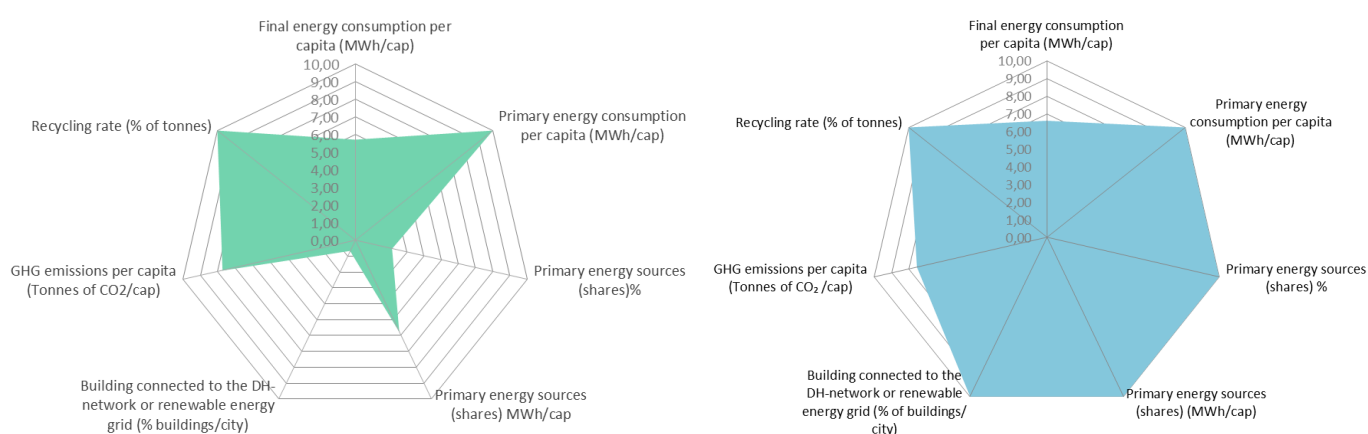 Final energy consumption per
capita (MWh/cap)
10,00
9,00
8,00
7,00
6,00
5,00
4,00
3,00
2,00
1,00
0,00
Primary energy consumption
per capita (MWh/cap)
Primary energy sources
(shares)%
Primary energy sources
(shares) MWh/cap
Building connected to the DH-
network or renewable energy
grid (% buildings/city)
GHG emissions per capita
(Tonnes of CO2/cap)
Recycling rate (% of tonnes)
Final energy consumption
per capita (MWh/cap)
10,00
9,00
8,00
7,00
6,00
5,00
4,00
3,00
2,00
1,00
0,00
Primary energy
consumption per capita
(MWh/cap)
Primary energy sources
(shares) %
Primary energy sources
(shares) (MWh/cap)
Building connected to the
DH-network or renewable
energy grid (% of buildings/
city)
GHG emissions per capita
(Tonnes of CO₂ /cap)
Recycling rate (% of tonnes)